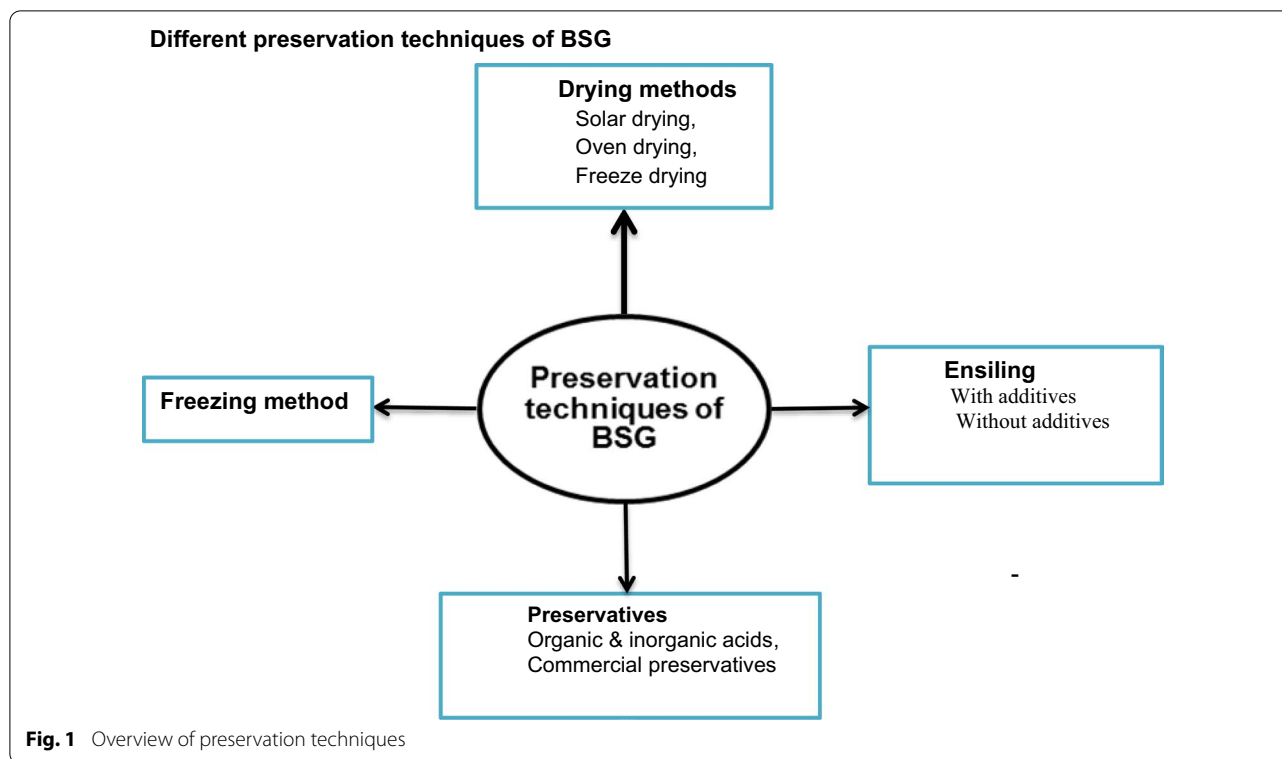 Different preservation techniques of BSG
Drying methods
Solar drying,
Oven drying,
Freeze drying
Freezing method
Preservation
techniques of
BSG
Ensiling
With additives
Without additives
-
Preservatives
Organic & inorganic acids,
Commercial preservatives
Fig. 1 Overview of preservation techniques